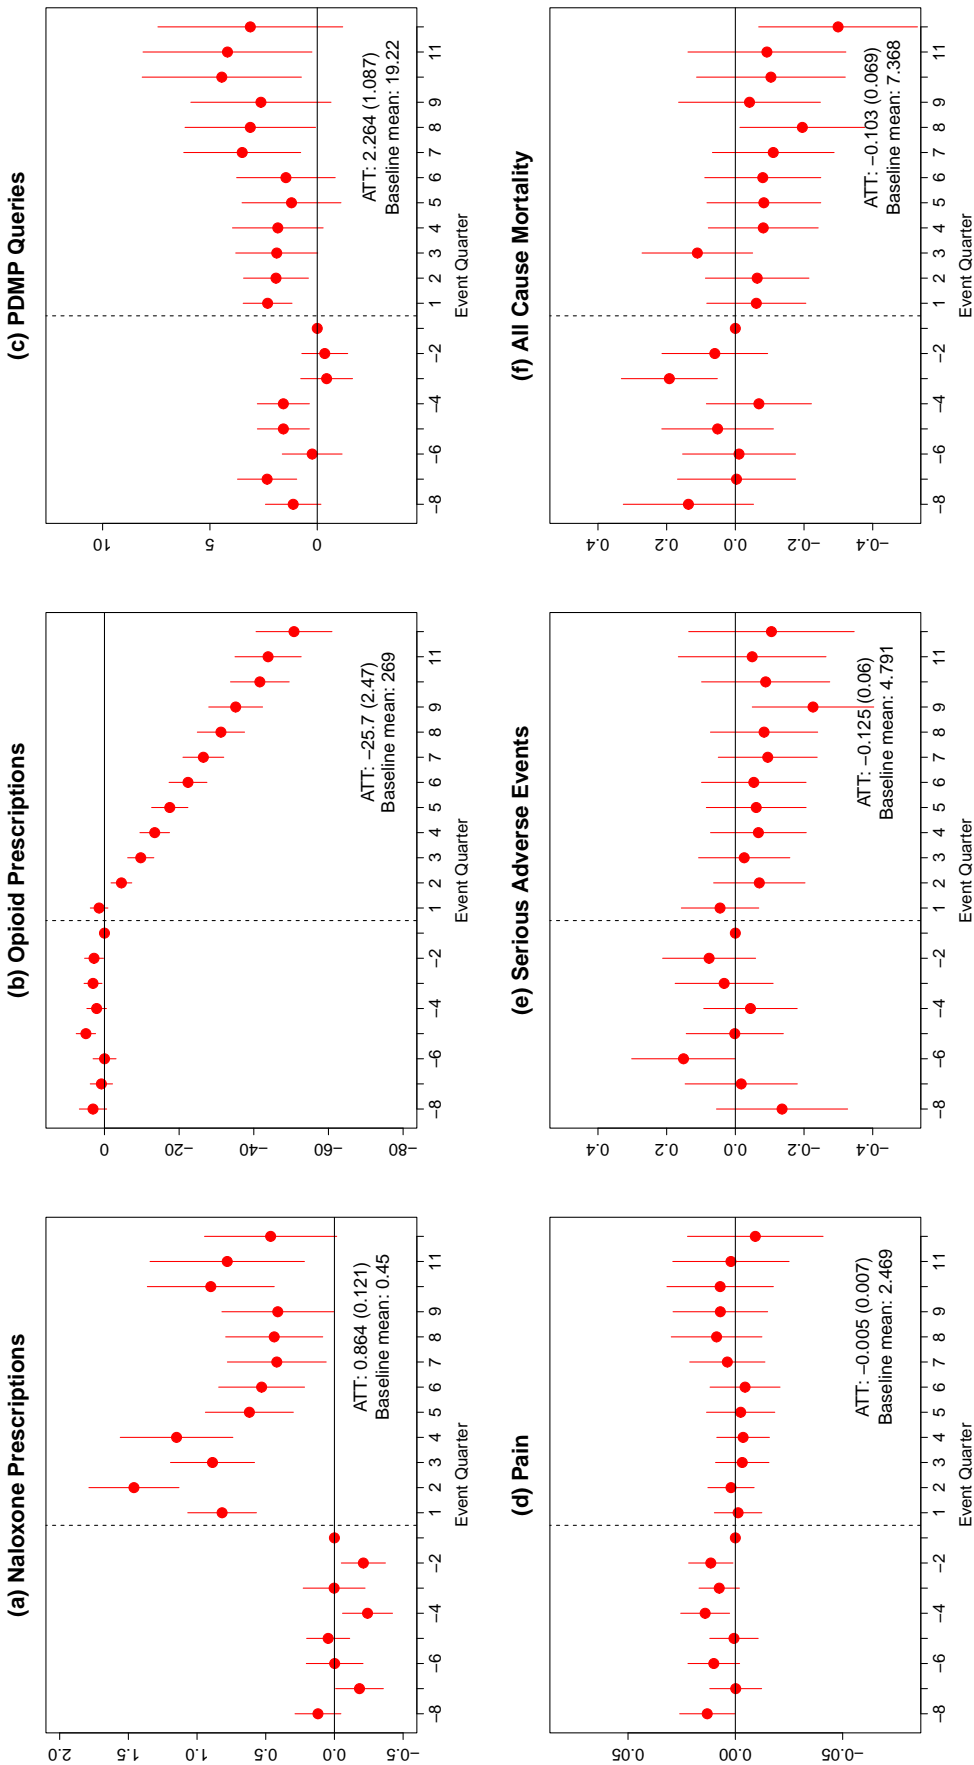 (a) Naloxone Prescriptions
2.0
1.5
1.0
0.5
0.0
−0.5
ATT: 0.864 (0.121)
Baseline mean: 0.45
−8 −6 −4 −2 1 2 3 4 5 6 7 8 9 11
Event Quarter
(b) Opioid Prescriptions
0
−20
−40
−60
−80
ATT: −25.7 (2.47)
Baseline mean: 269
−8 −6 −4 −2 1 2 3 4 5 6 7 8 9 11
Event Quarter
(c) PDMP Queries
10
5
0
ATT: 2.264 (1.087)
Baseline mean: 19.22
−8 −6 −4 −2 1 2 3 4 5 6 7 8 9 11
Event Quarter
(d) Pain
0.05
0.00
−0.05
ATT: −0.005 (0.007)
Baseline mean: 2.469
−8 −6 −4 −2 1 2 3 4 5 6 7 8 9 11
Event Quarter
(e) Serious Adverse Events
0.4
0.2
0.0
−0.2
−0.4
ATT: −0.125 (0.06)
Baseline mean: 4.791
−8 −6 −4 −2 1 2 3 4 5 6 7 8 9 11
Event Quarter
(f) All Cause Mortality
0.4
0.2
0.0
−0.2
−0.4
ATT: −0.103 (0.069)
Baseline mean: 7.368
−8 −6 −4 −2 1 2 3 4 5 6 7 8 9 11
Event Quarter